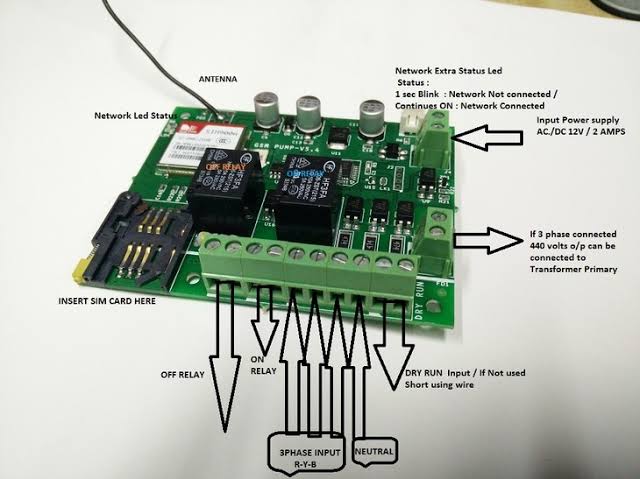 ANTENNA
Network Extra Status Led
Status :
1 sec Blink : Network Not connected /
Continues ON : Network Connected
Network Led Status
Input Power supply
AC./DC 12V / 2 AMPS
SIM900A
GSM PUMP-V5.4
OFF RELAY
ON RELAY
HFTFA
HFTFA
If 3 phase connected
440 volts o/p can be
connected to
Transformer Primary
INSERT SIM CARD HERE
DRY RUN
OFF RELAY
ON
RELAY
DRY RUN Input / If Not used
Short using wire
3PHASE INPUT
R-Y-B
NEUTRAL